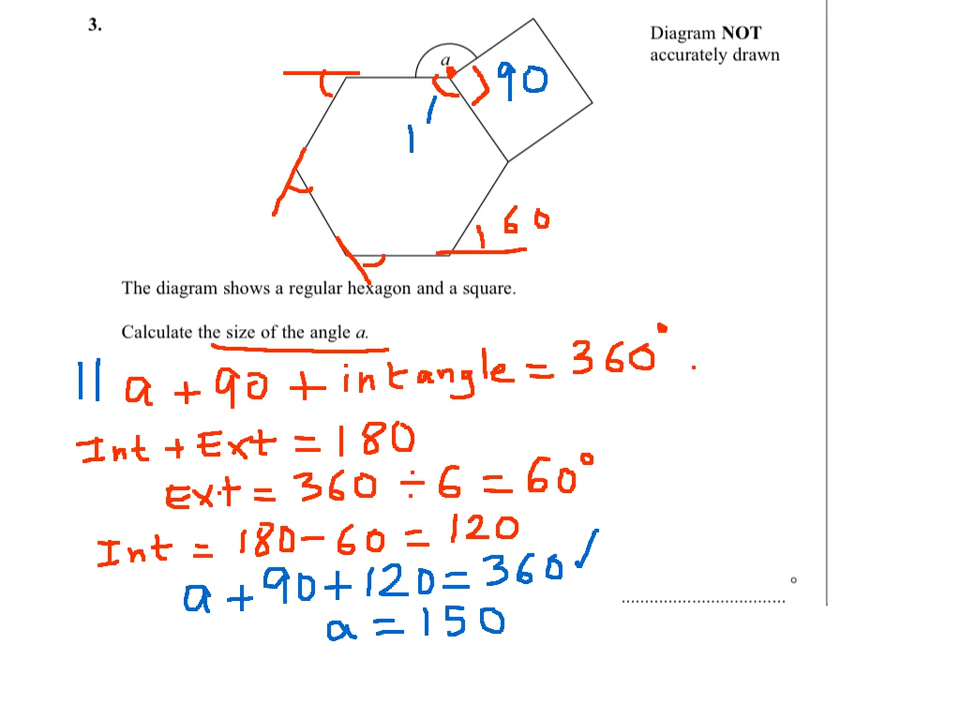 3.
Diagram NOT
accurately drawn
a
90
60
The diagram shows a regular hexagon and a square.
Calculate the size of the angle a.
a + 90 + int angle = 360° .
Int + Ext = 180
Ext = 360 ÷ 6 = 60°
Int = 180 - 60 = 120
a + 90 + 120 = 360 ✓
a = 150
....................................°